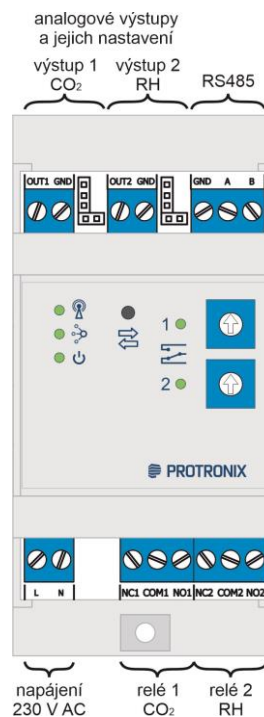 analogové výstupy
a jejich nastavení
výstup 1 výstup 2 RS485
CO₂ RH
OUT1 GND OUT2 GND GND A B
1
2
PROTRONIX
L N NC1 COM1 NO1 NC2 COM2 NO2
napájení relé 1 relé 2
230 V AC CO₂ RH